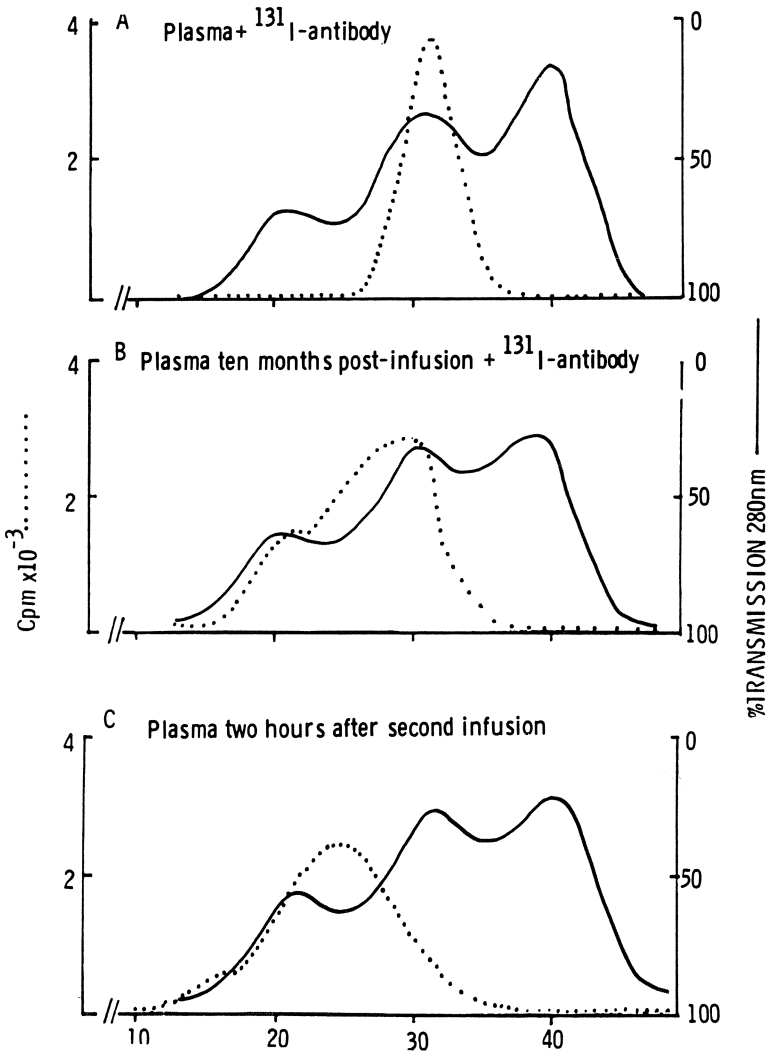 A Plasma+ 131I-antibody
4
2
0
50
100
B Plasma ten months post-infusion + 131I-antibody
4
2
0
50
100
Cpm x10-3
%TRANSMISSION 280nm
C Plasma two hours after second infusion
4
2
0
50
100
10 20 30 40